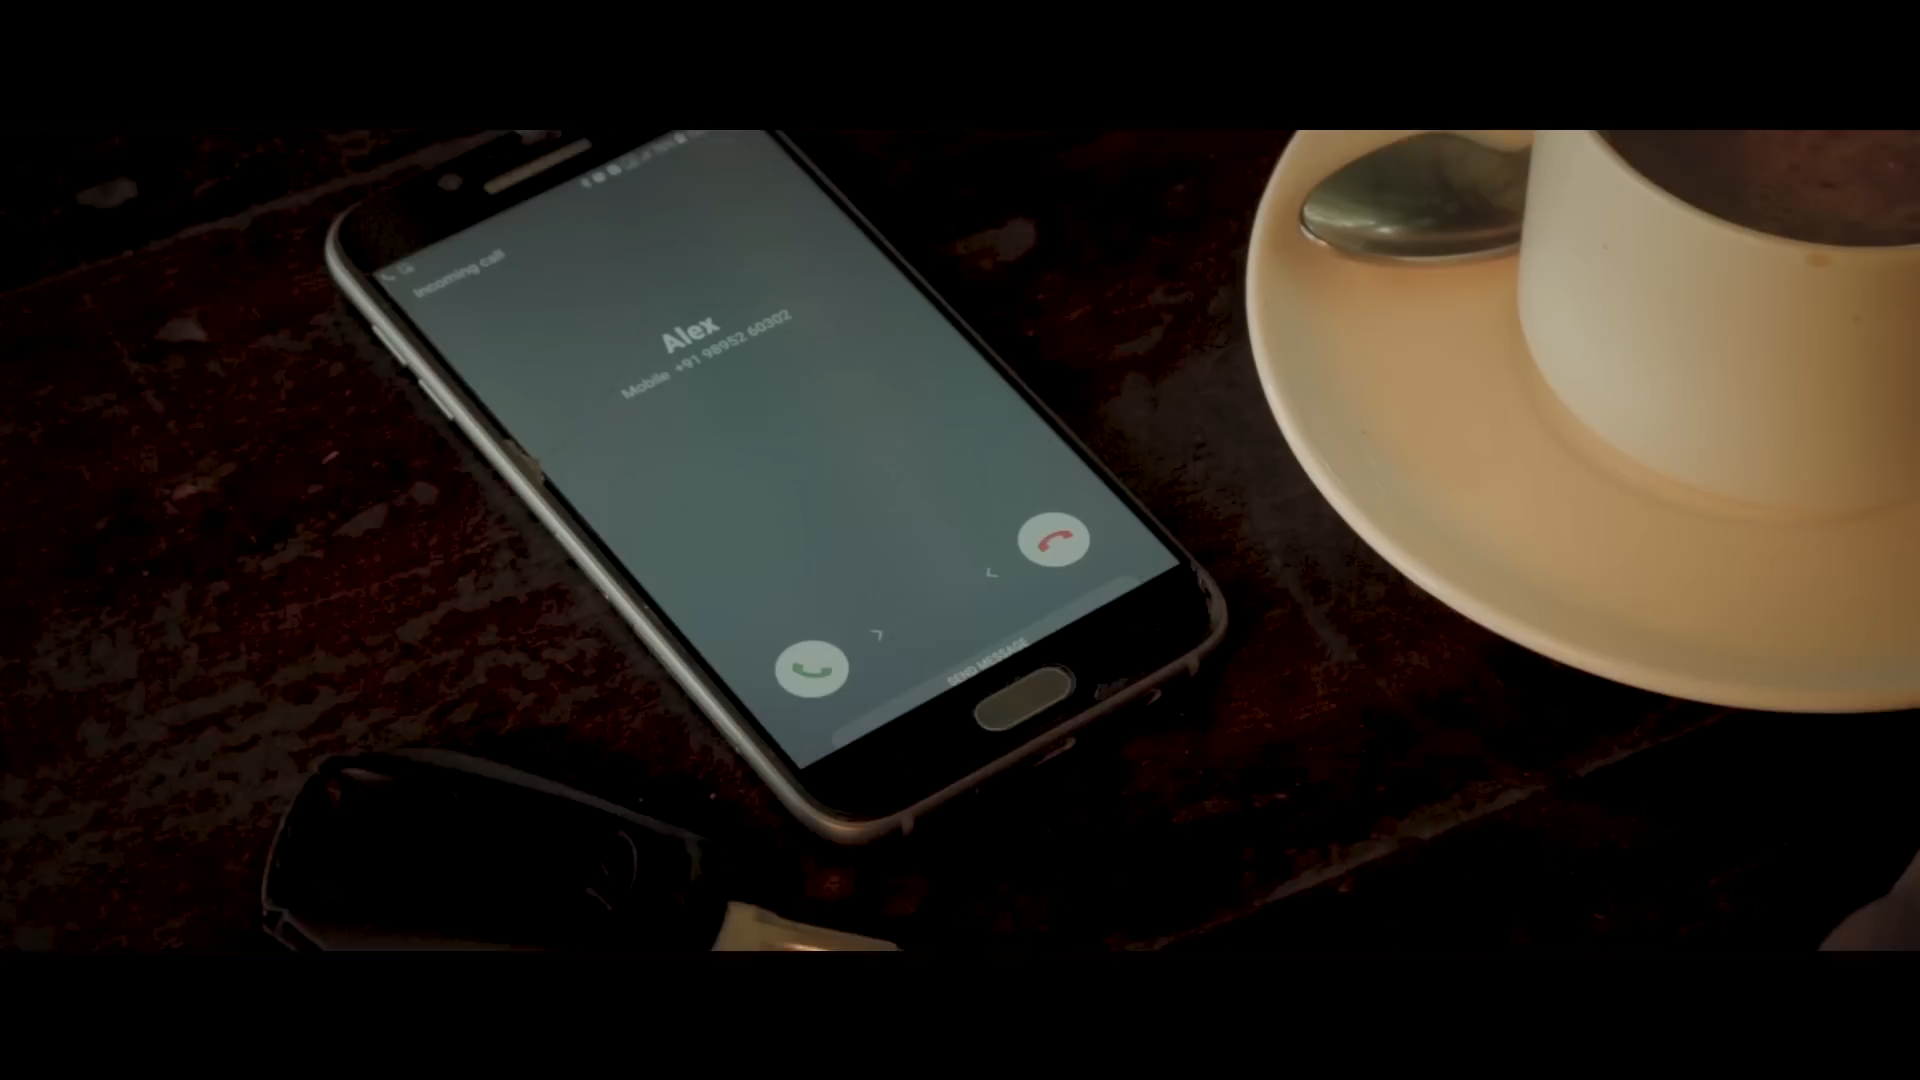 Incoming call
Alex
Mobile +91 98952 60302
SEND MESSAGE